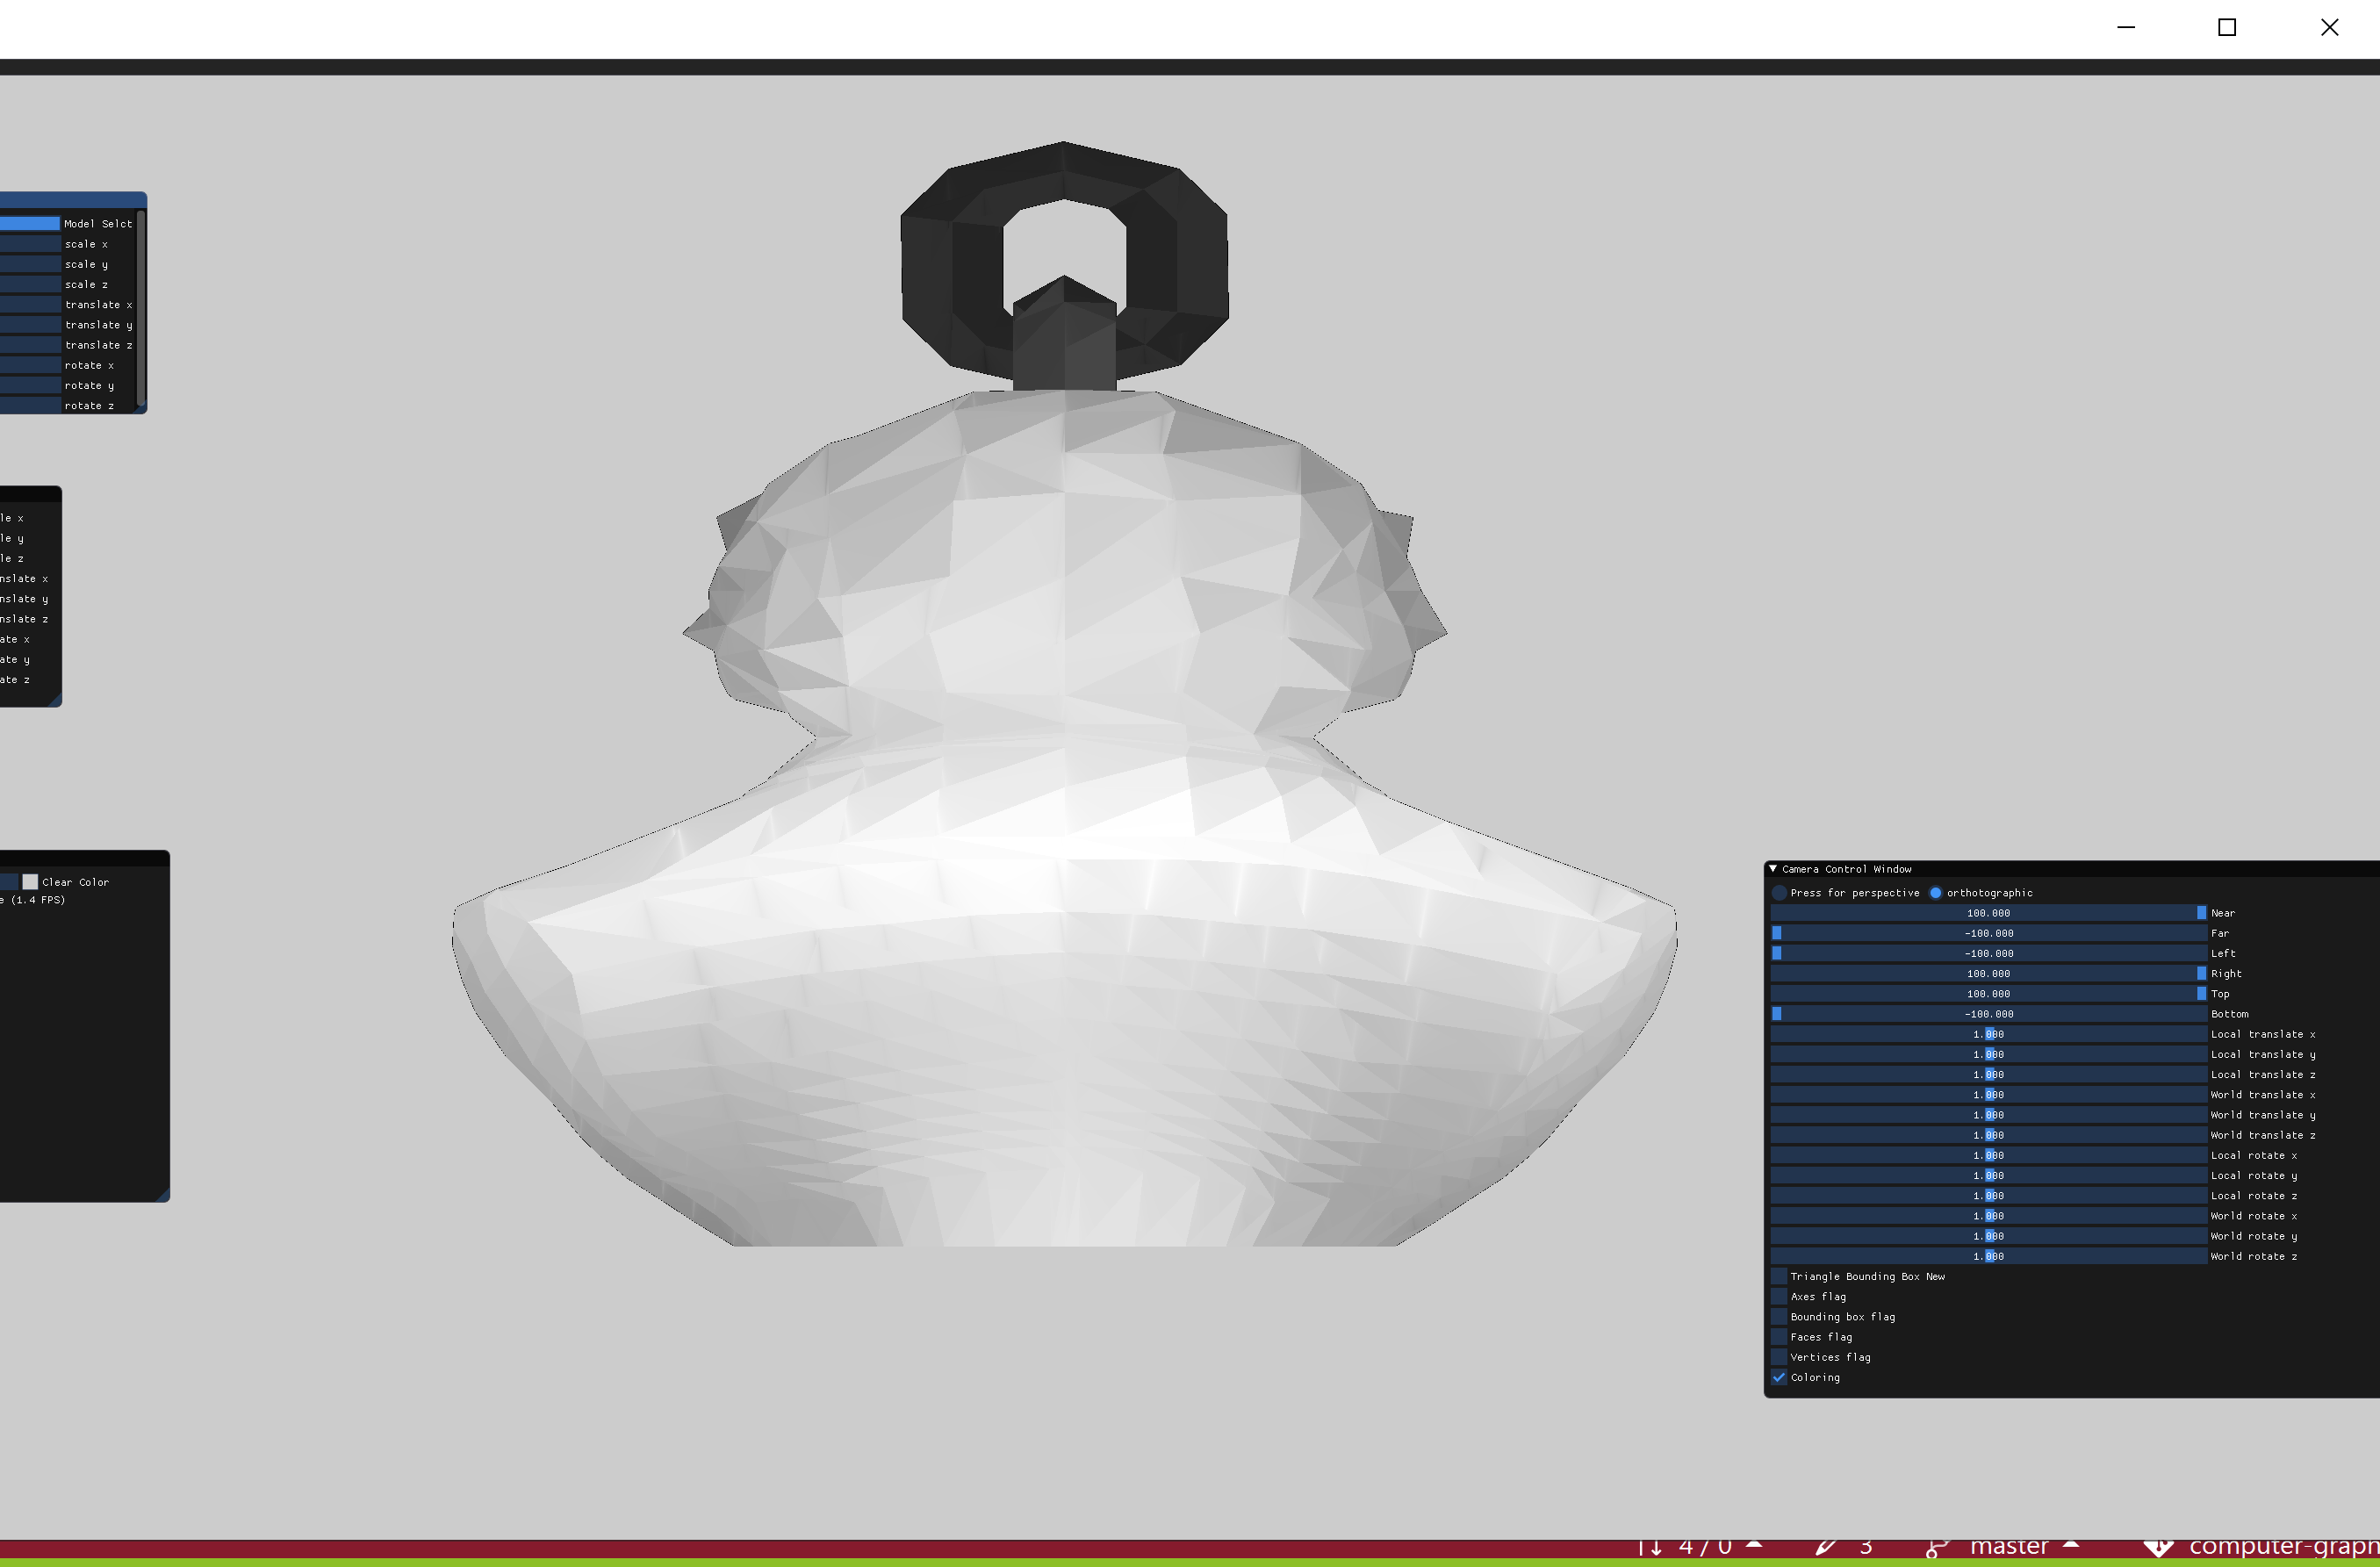 Model Selct
scale x
scale y
scale z
translate x
translate y
translate z
rotate x
rotate y
rotate z
le x
le y
le z
nslate x
nslate y
nslate z
ate x
ate y
ate z
Clear Color
e (1.4 FPS)
Camera Control Window
Press for perspective orthotographic
100.000 Near
-100.000 Far
-100.000 Left
100.000 Right
100.000 Top
-100.000 Bottom
1.000 Local translate x
1.000 Local translate y
1.000 Local translate z
1.000 World translate x
1.000 World translate y
1.000 World translate z
1.000 Local rotate x
1.000 Local rotate y
1.000 Local rotate z
1.000 World rotate x
1.000 World rotate y
1.000 World rotate z
Triangle Bounding Box New
Axes flag
Bounding box flag
Faces flag
Vertices flag
Coloring
4 / 0 3 master computer-graph